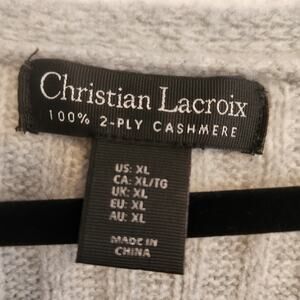 Christian Lacroix
100% 2-PLY CASHMERE
US: XL
CA: XL/TG
UK: XL
EU: XL
AU: XL
MADE IN
CHINA